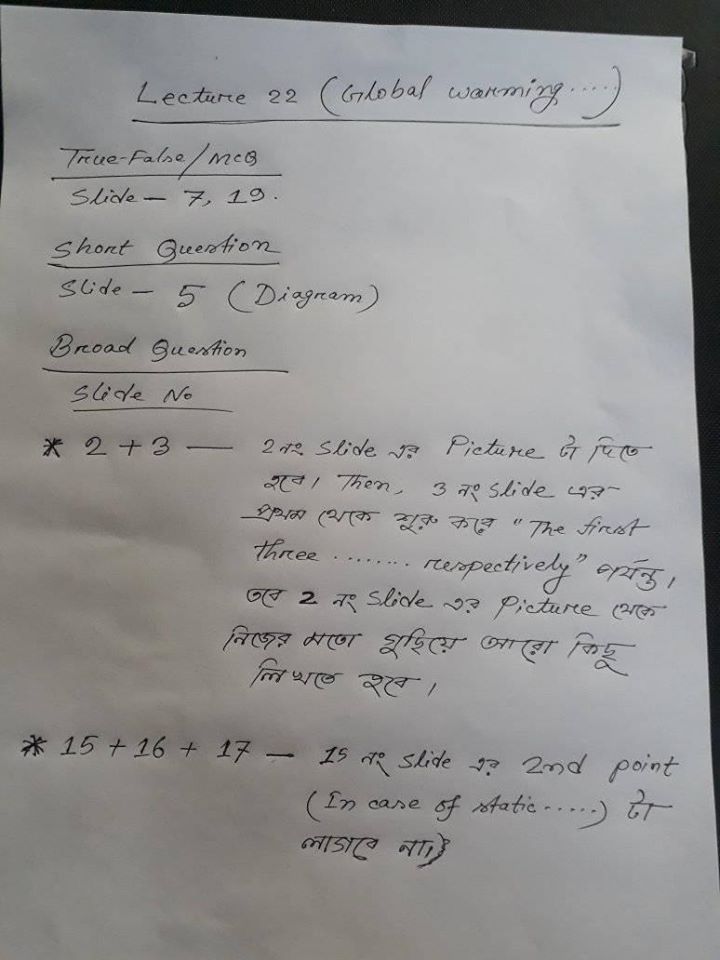 Lecture 22 (Global warming.....)
True-False/MCQ
Slide — 7, 19.
Short Question
Slide — 5 (Diagram)
Broad Question
Slide No
* 2 + 3 — 2 নং Slide এর Picture টা দিতে
হবে। Then, 3 নং Slide এর
প্রথম থেকে শুরু করে "The first
three ........ respectively" পর্যন্ত,
তবে 2 নং Slide এর Picture থেকে
নিজের মতো গুছিয়ে আরো কিছু
লিখতে হবে।
* 15 + 16 + 17 — 15 নং Slide এর 2nd point
(In case of static......) টা
লাগবে না।